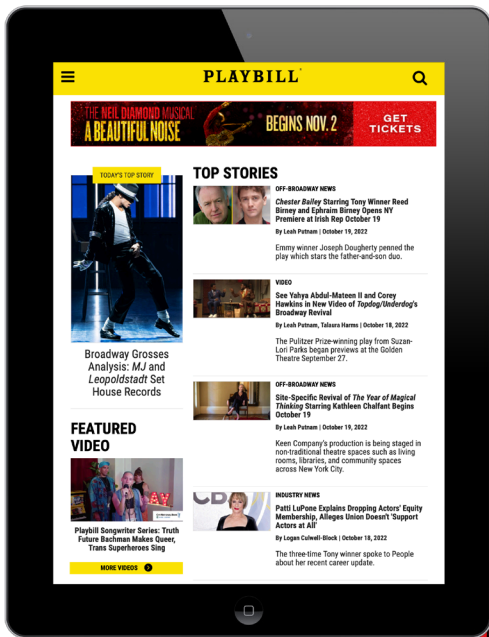 PLAYBILL
THE NEIL DIAMOND MUSICAL
A BEAUTIFUL NOISE
BEGINS NOV. 2
GET
TICKETS
TODAY'S TOP STORY
Broadway Grosses
Analysis: MJ and
Leopoldstadt Set
House Records
FEATURED
VIDEO
AY
Playbill Songwriter Series: Truth
Future Bachman Makes Queer,
Trans Superheroes Sing
MORE VIDEOS
TOP STORIES
OFF-BROADWAY NEWS
Chester Bailey Starring Tony Winner Reed
Birney and Ephraim Birney Opens NY
Premiere at Irish Rep October 19
By Leah Putnam | October 19, 2022
Emmy winner Joseph Dougherty penned the
play which stars the father-and-son duo.
VIDEO
See Yahya Abdul-Mateen II and Corey
Hawkins in New Video of Topdog/Underdog's
Broadway Revival
By Leah Putnam, Talaura Harms | October 18, 2022
The Pulitzer Prize-winning play from Suzan-
Lori Parks began previews at the Golden
Theatre September 27.
OFF-BROADWAY NEWS
Site-Specific Revival of The Year of Magical
Thinking Starring Kathleen Chalfant Begins
October 19
By Leah Putnam | October 19, 2022
Keen Company's production is being staged in
non-traditional theatre spaces such as living
rooms, libraries, and community spaces
across New York City.
CB
INDUSTRY NEWS
Patti LuPone Explains Dropping Actors' Equity
Membership, Alleges Union Doesn't 'Support
Actors at All'
By Logan Culwell-Block | October 18, 2022
The three-time Tony winner spoke to People
about her recent career update.